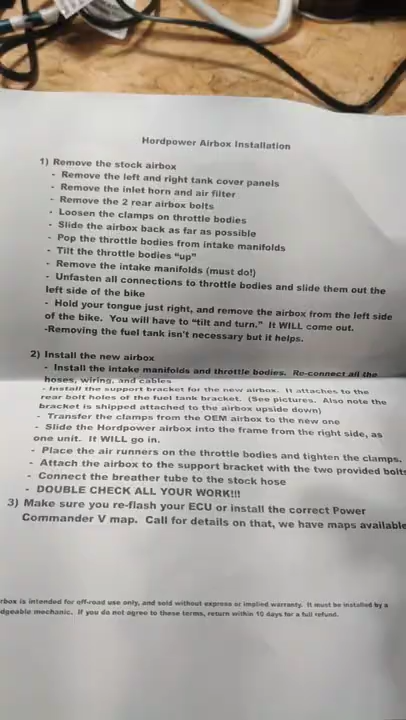 Hordpower Airbox Installation
1) Remove the stock airbox
- Remove the left and right tank cover panels
- Remove the inlet horn and air filter
- Remove the 2 rear airbox bolts
- Loosen the clamps on throttle bodies
- Slide the airbox back as far as possible
- Pop the throttle bodies from intake manifolds
- Tilt the throttle bodies "up"
- Remove the intake manifolds (must do!)
- Unfasten all connections to throttle bodies and slide them out the
left side of the bike
- Hold your tongue just right, and remove the airbox from the left side
of the bike. You will have to "tilt and turn." It WILL come out.
-Removing the fuel tank isn't necessary but it helps.
2) Install the new airbox
- Install the intake manifolds and throttle bodies. Re-connect all the
hoses, wiring, and cables
- Install the support bracket for the new airbox. It attaches to the
rear bolt holes of the fuel tank bracket. (See pictures. Also note the
bracket is shipped attached to the airbox upside down)
- Transfer the clamps from the OEM airbox to the new one
- Slide the Hordpower airbox into the frame from the right side, as
one unit. It WILL go in.
- Place the air runners on the throttle bodies and tighten the clamps.
- Attach the airbox to the support bracket with the two provided bolts
- Connect the breather tube to the stock hose
- DOUBLE CHECK ALL YOUR WORK!!!
3) Make sure you re-flash your ECU or install the correct Power
Commander V map. Call for details on that, we have maps available
rbox is intended for off-road use only, and sold without express or implied warranty. It must be installed by a
dgeable mechanic. If you do not agree to these terms, return within 10 days for a full refund.